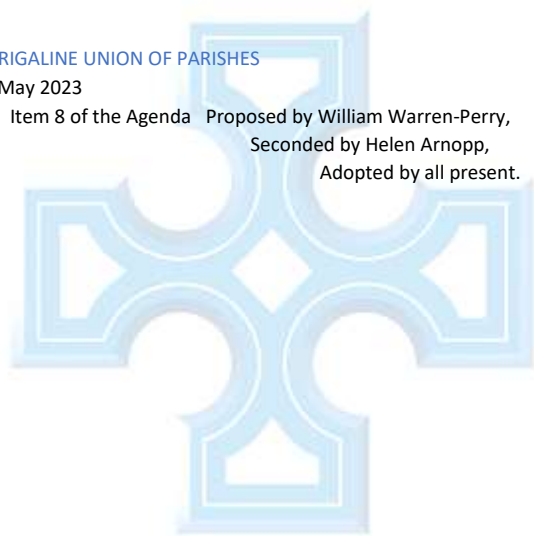 RIGALINE UNION OF PARISHES
May 2023
Item 8 of the Agenda Proposed by William Warren-Perry,
Seconded by Helen Arnopp,
Adopted by all present.